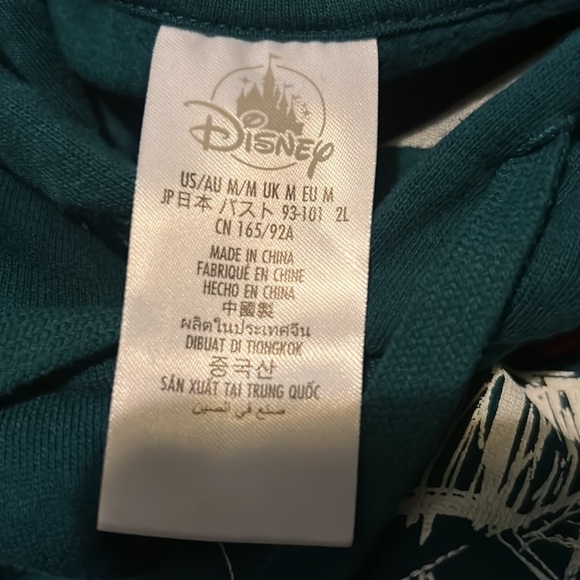 Disney
US/AU M/M UK M EU M
JP 日本 バスト 93-101 2L
CN 165/92A
MADE IN CHINA
FABRIQUÉ EN CHINE
HECHO EN CHINA
中國製
ผลิตในประเทศจีน
DIBUAT DI TIONGKOK
중국산
SẢN XUẤT TẠI TRUNG QUỐC
صنع في الصين